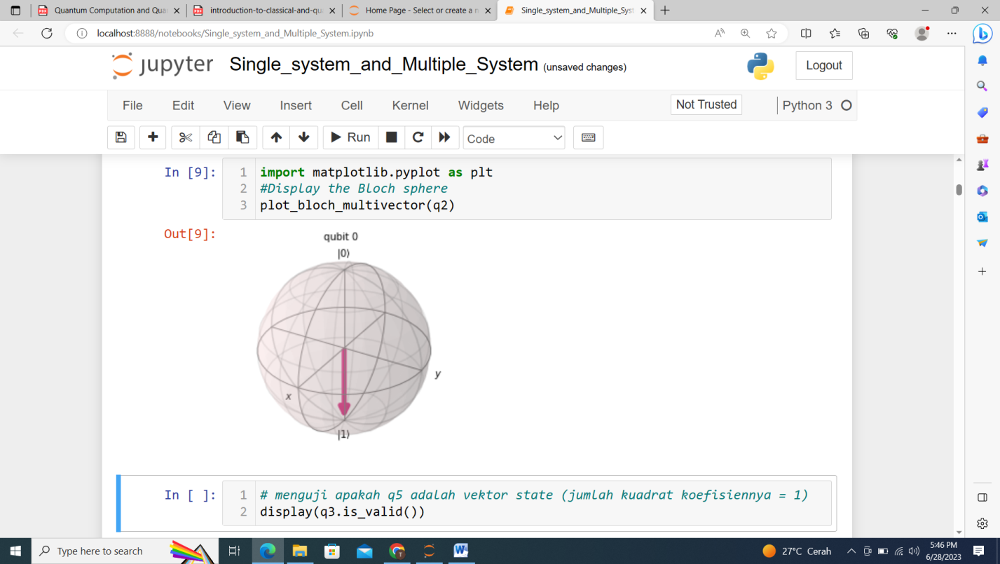 Quantum Computation and Qua
introduction-to-classical-and-qua
Home Page - Select or create a n
Single_system_and_Multiple_Syst
localhost:8888/notebooks/Single_system_and_Multiple_System.ipynb
jupyter Single_system_and_Multiple_System (unsaved changes)
Logout
File Edit View Insert Cell Kernel Widgets Help Not Trusted Python 3
Run Code
In [9]: 1 import matplotlib.pyplot as plt
2 #Display the Bloch sphere
3 plot_bloch_multivector(q2)
Out[9]:
qubit 0
|0⟩
y
x
|1⟩
In [ ]: 1 # menguji apakah q5 adalah vektor state (jumlah kuadrat koefisiennya = 1)
2 display(q3.is_valid())
Type here to search
27°C Cerah
5:46 PM
6/28/2023